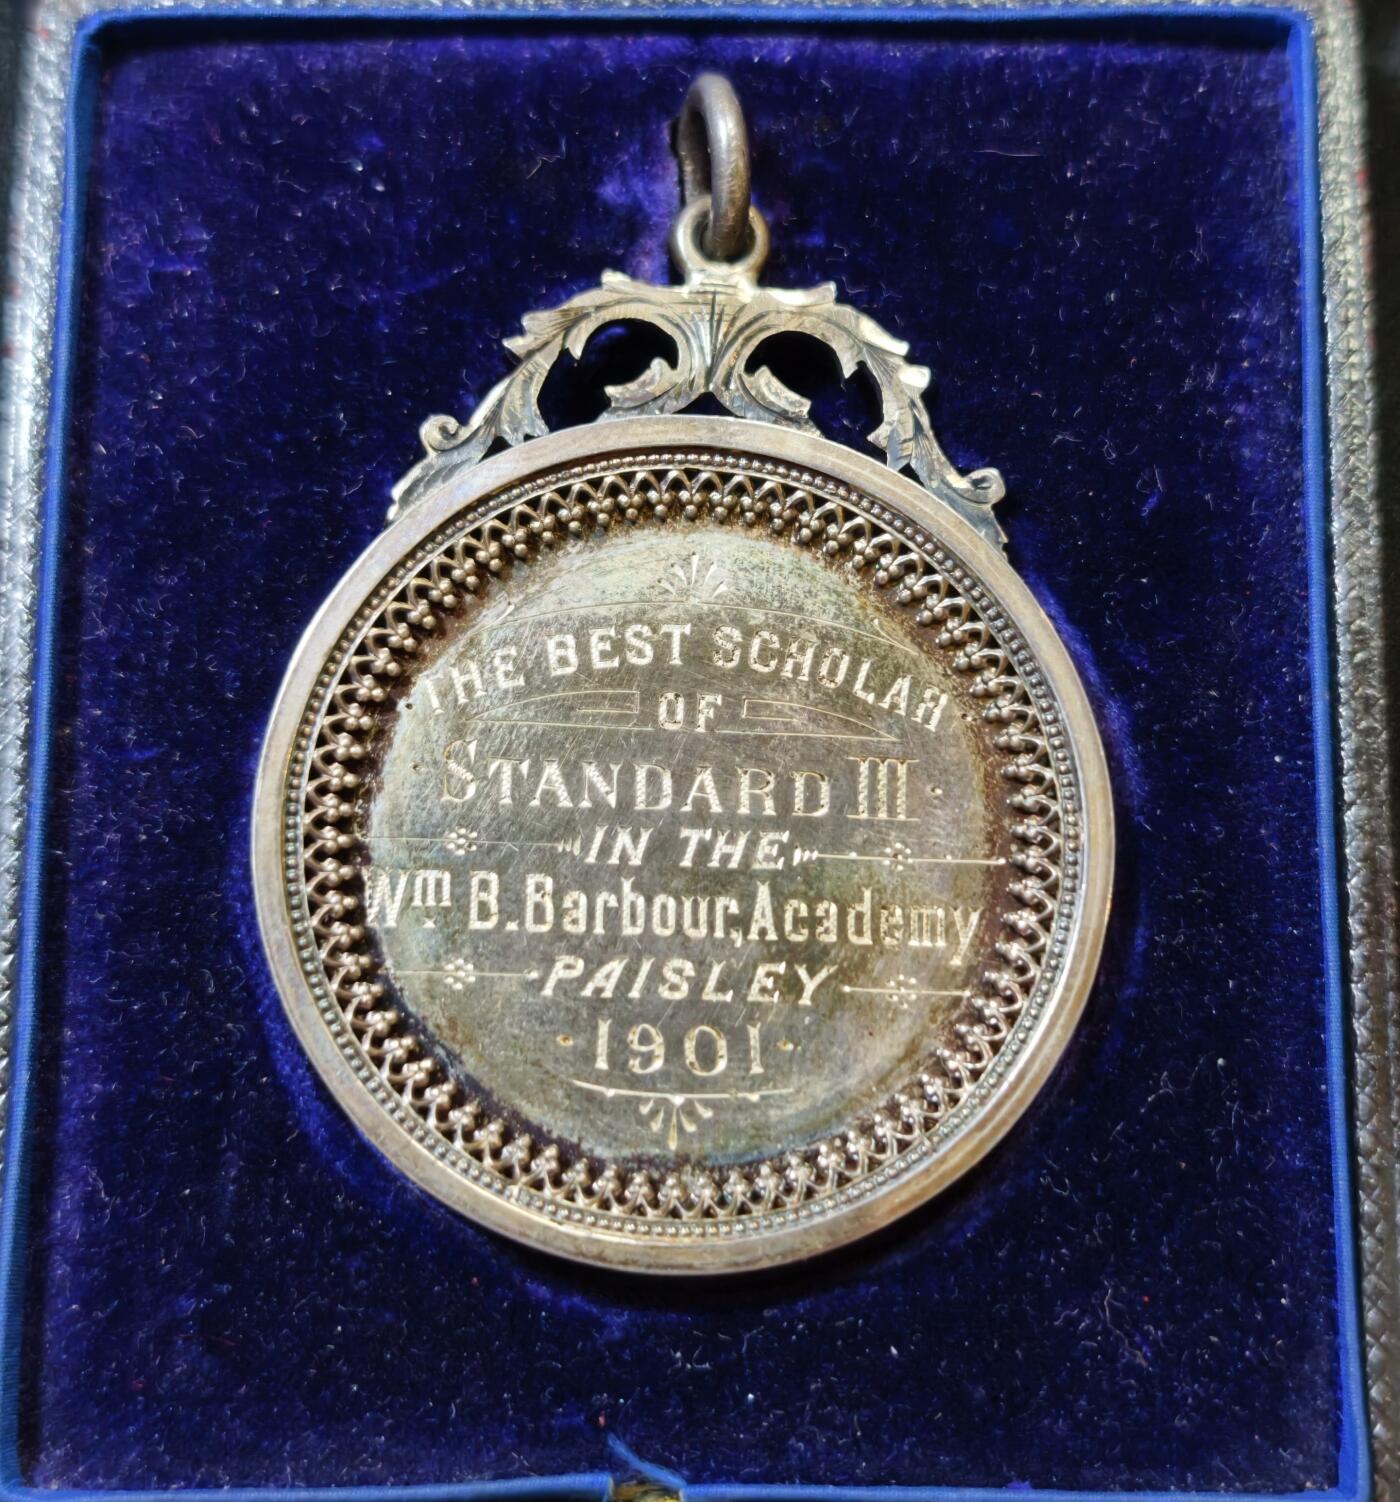 THE BEST SCHOLAR
OF
STANDARD III
IN THE
Wm B. Barbour, Academy
PAISLEY
1901